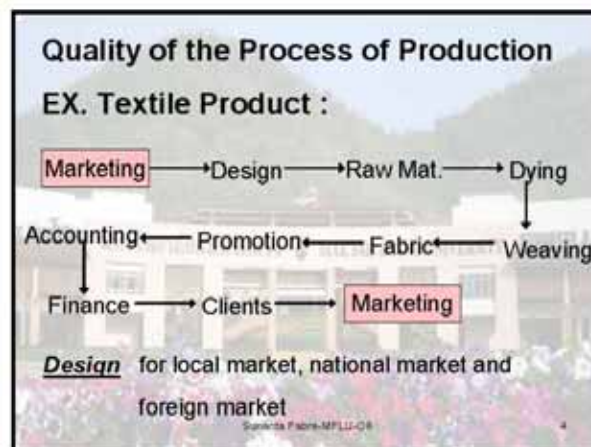 Quality of the Process of Production
EX. Textile Product :
Marketing Design Raw Mat. Dying
Accounting Promotion Fabric Weaving
Finance Clients Marketing
Design for local market, national market and
foreign market
4